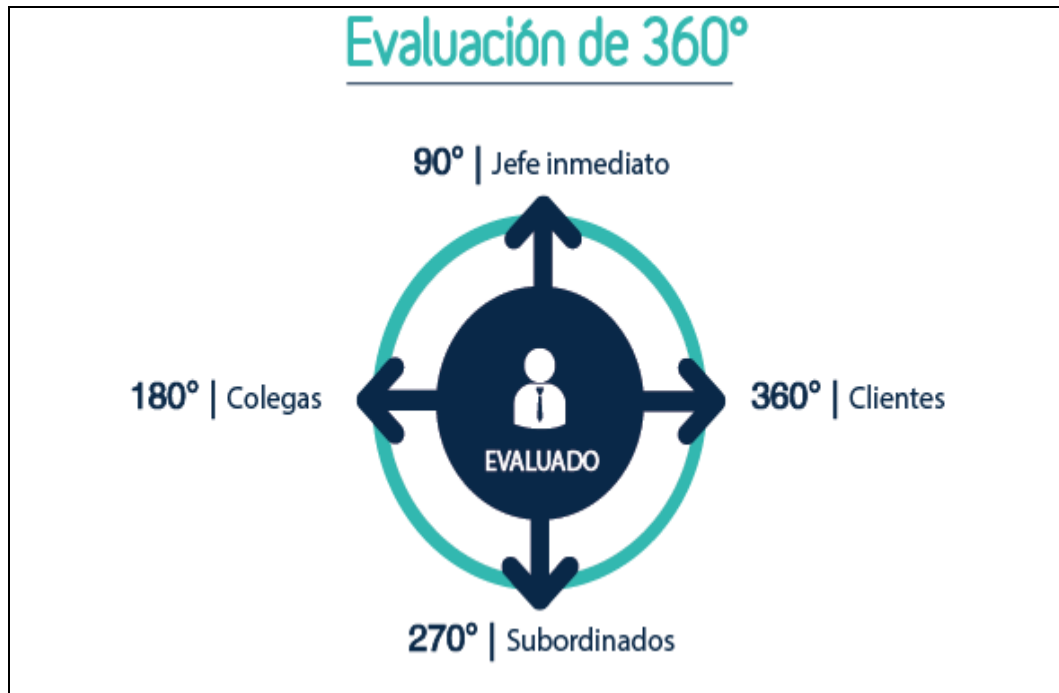 Evaluación de 360°
90° | Jefe inmediato
180° | Colegas
360° | Clientes
EVALUADO
270° | Subordinados